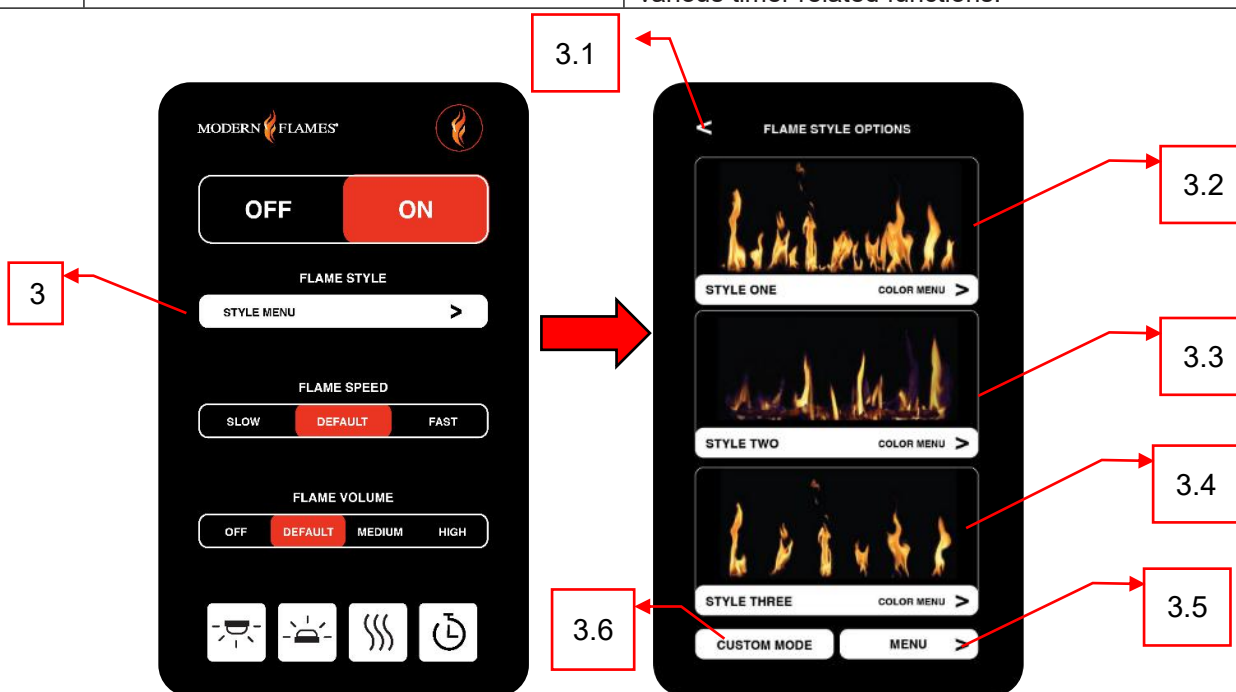 various timer related functions.
3.1
MODERN FLAMES®
OFF ON
FLAME STYLE
3
STYLE MENU >
FLAME SPEED
SLOW DEFAULT FAST
FLAME VOLUME
OFF DEFAULT MEDIUM HIGH
< FLAME STYLE OPTIONS
3.2
STYLE ONE COLOR MENU >
3.3
STYLE TWO COLOR MENU >
3.4
STYLE THREE COLOR MENU >
3.5
3.6
CUSTOM MODE MENU >